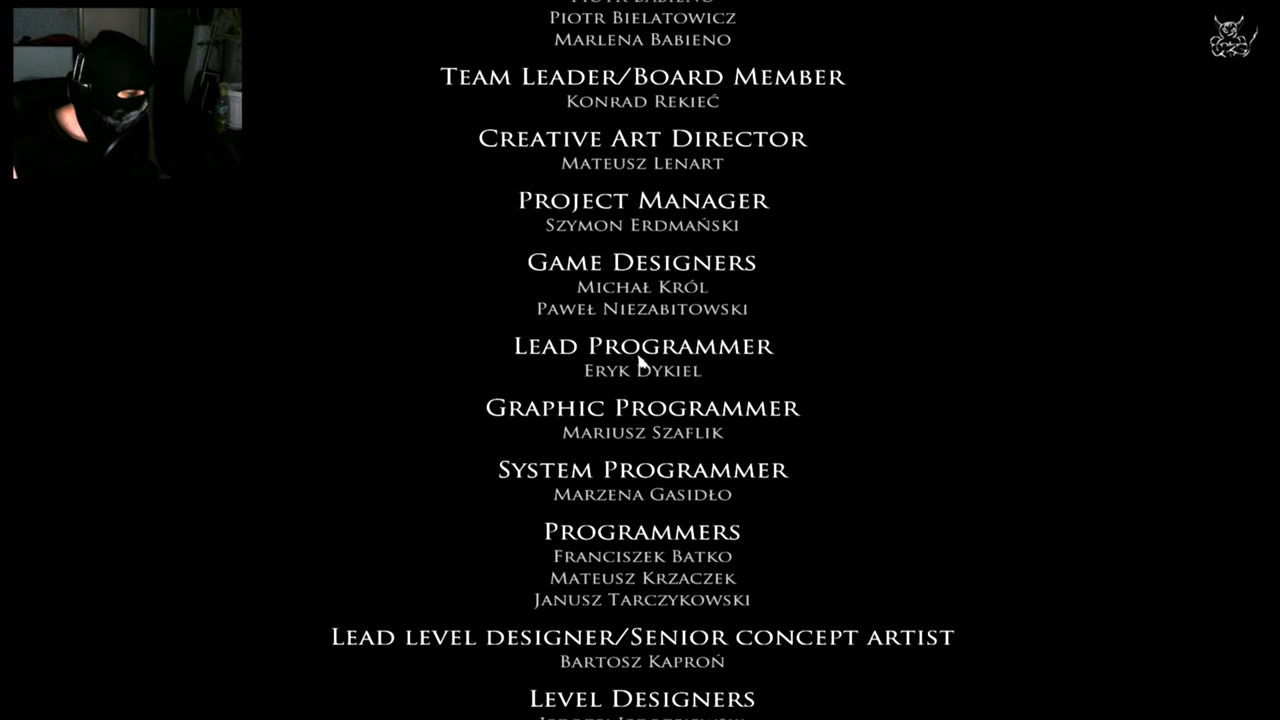 Piotr Bielatowicz
Marlena Babieno
Team Leader/Board Member
Konrad Rekieć
Creative Art Director
Mateusz Lenart
Project Manager
Szymon Erdmański
Game Designers
Michał Król
Paweł Niezabitowski
Lead Programmer
Eryk Dykiel
Graphic Programmer
Mariusz Szaflik
System Programmer
Marzena Gasidło
Programmers
Franciszek Batko
Mateusz Krzaczek
Janusz Tarczykowski
Lead level designer/Senior concept artist
Bartosz Kaproń
Level Designers